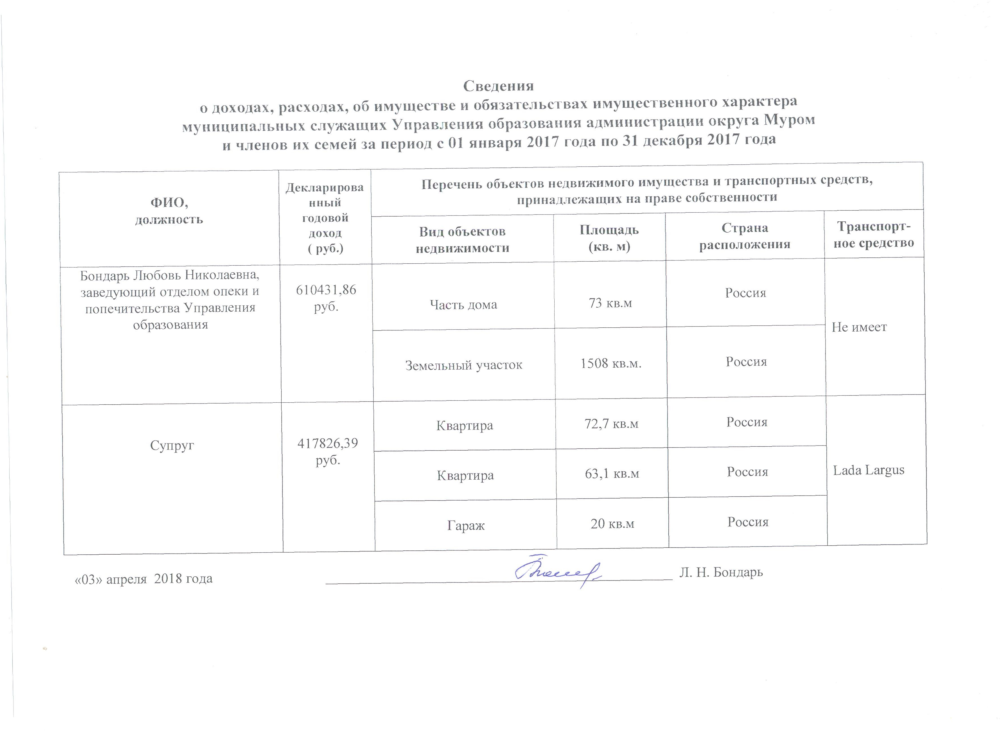 Сведения
о доходах, расходах, об имуществе и обязательствах имущественного характера
муниципальных служащих Управления образования администрации округа Муром
и членов их семей за период с 01 января 2017 года по 31 декабря 2017 года
ФИО,
должность
Декларирова
нный
годовой
доход
( руб.)
Перечень объектов недвижимого имущества и транспортных средств,
принадлежащих на праве собственности
Вид объектов
недвижимости
Площадь
(кв. м)
Страна
расположения
Транспорт-
ное средство
Бондарь Любовь Николаевна,
заведующий отделом опеки и
попечительства Управления
образования
610431,86
руб.
Часть дома
73 кв.м
Россия
Не имеет
Земельный участок
1508 кв.м.
Россия
Супруг
417826,39
руб.
Квартира
72,7 кв.м
Россия
Lada Largus
Квартира
63,1 кв.м
Россия
Гараж
20 кв.м
Россия
«03» апреля 2018 года
Л. Н. Бондарь